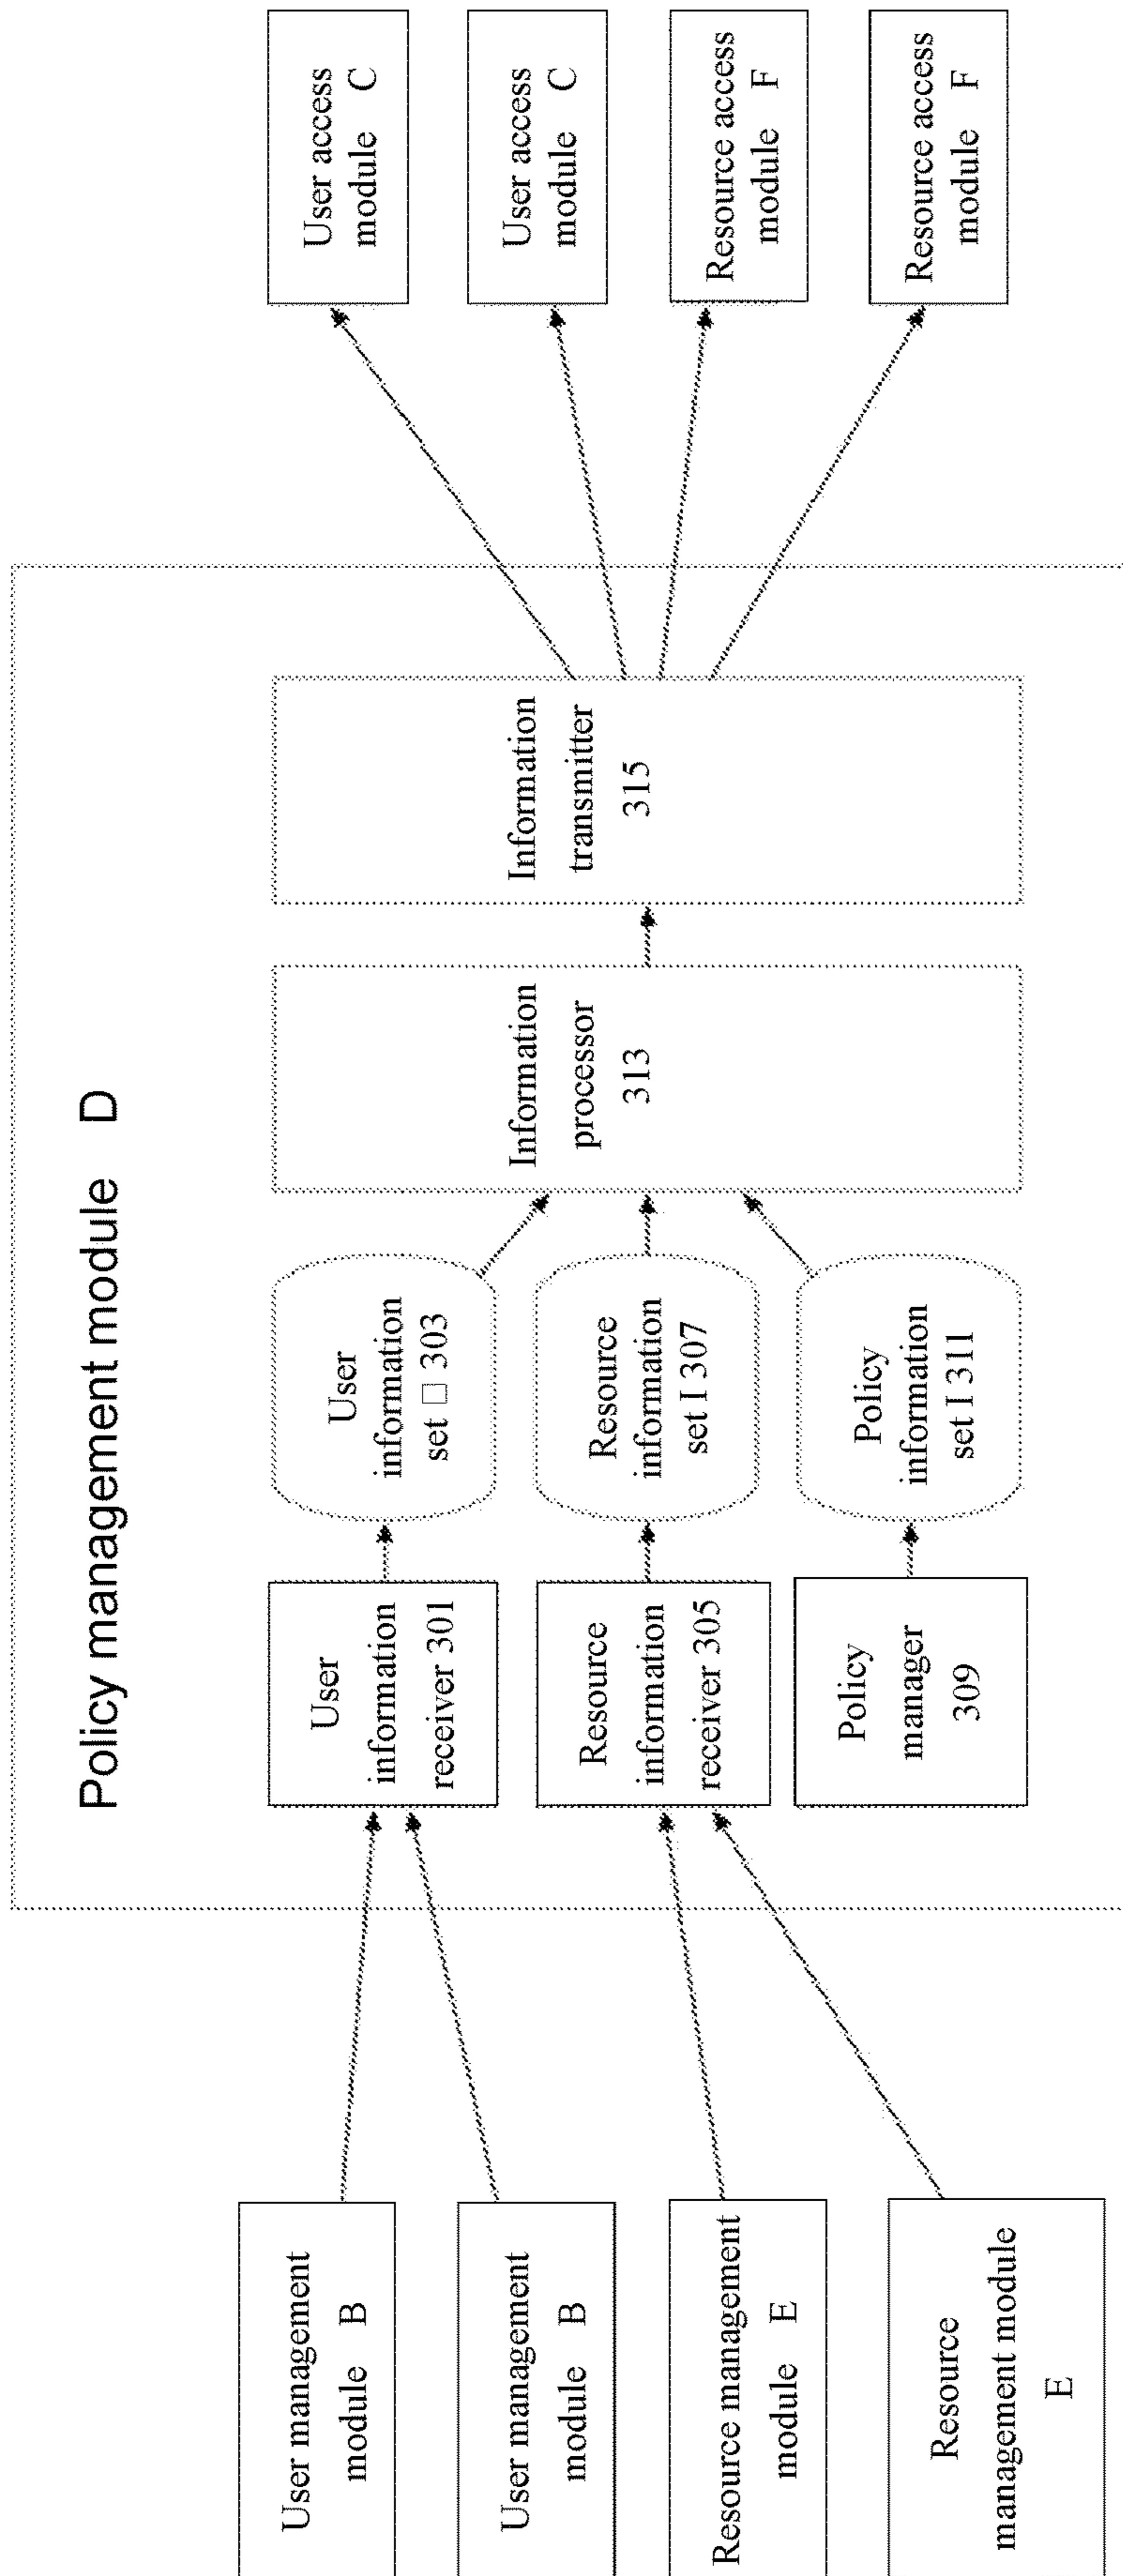 Policy management module D
User management
module B
User management
module B
Resource management
module E
Resource
management module
E
User
information
receiver 301
Resource
information
receiver 305
Policy
manager
309
User
information
set □ 303
Resource
information
set I 307
Policy
information
set I 311
Information
processor
313
Information
transmitter
315
User access
module C
User access
module C
Resource access
module F
Resource access
module F